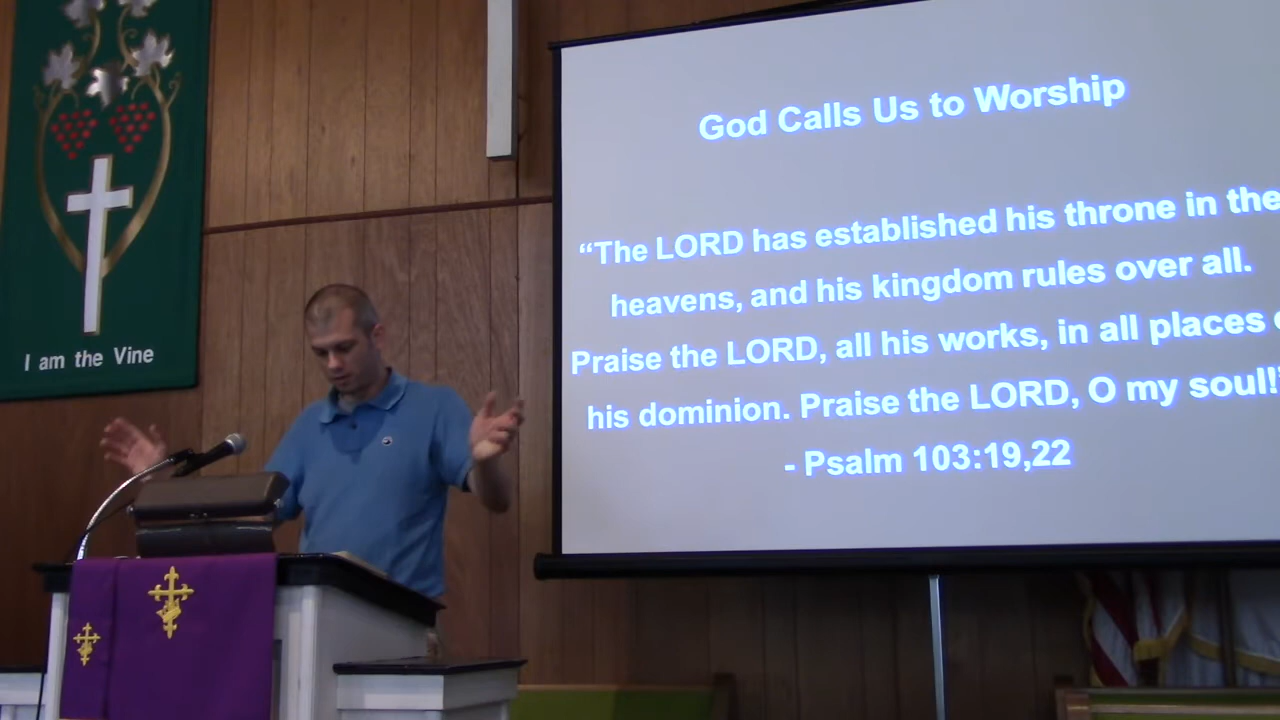 I am the Vine
God Calls Us to Worship
“The LORD has established his throne in the
heavens, and his kingdom rules over all.
Praise the LORD, all his works, in all places
his dominion. Praise the LORD, O my soul!”
- Psalm 103:19,22